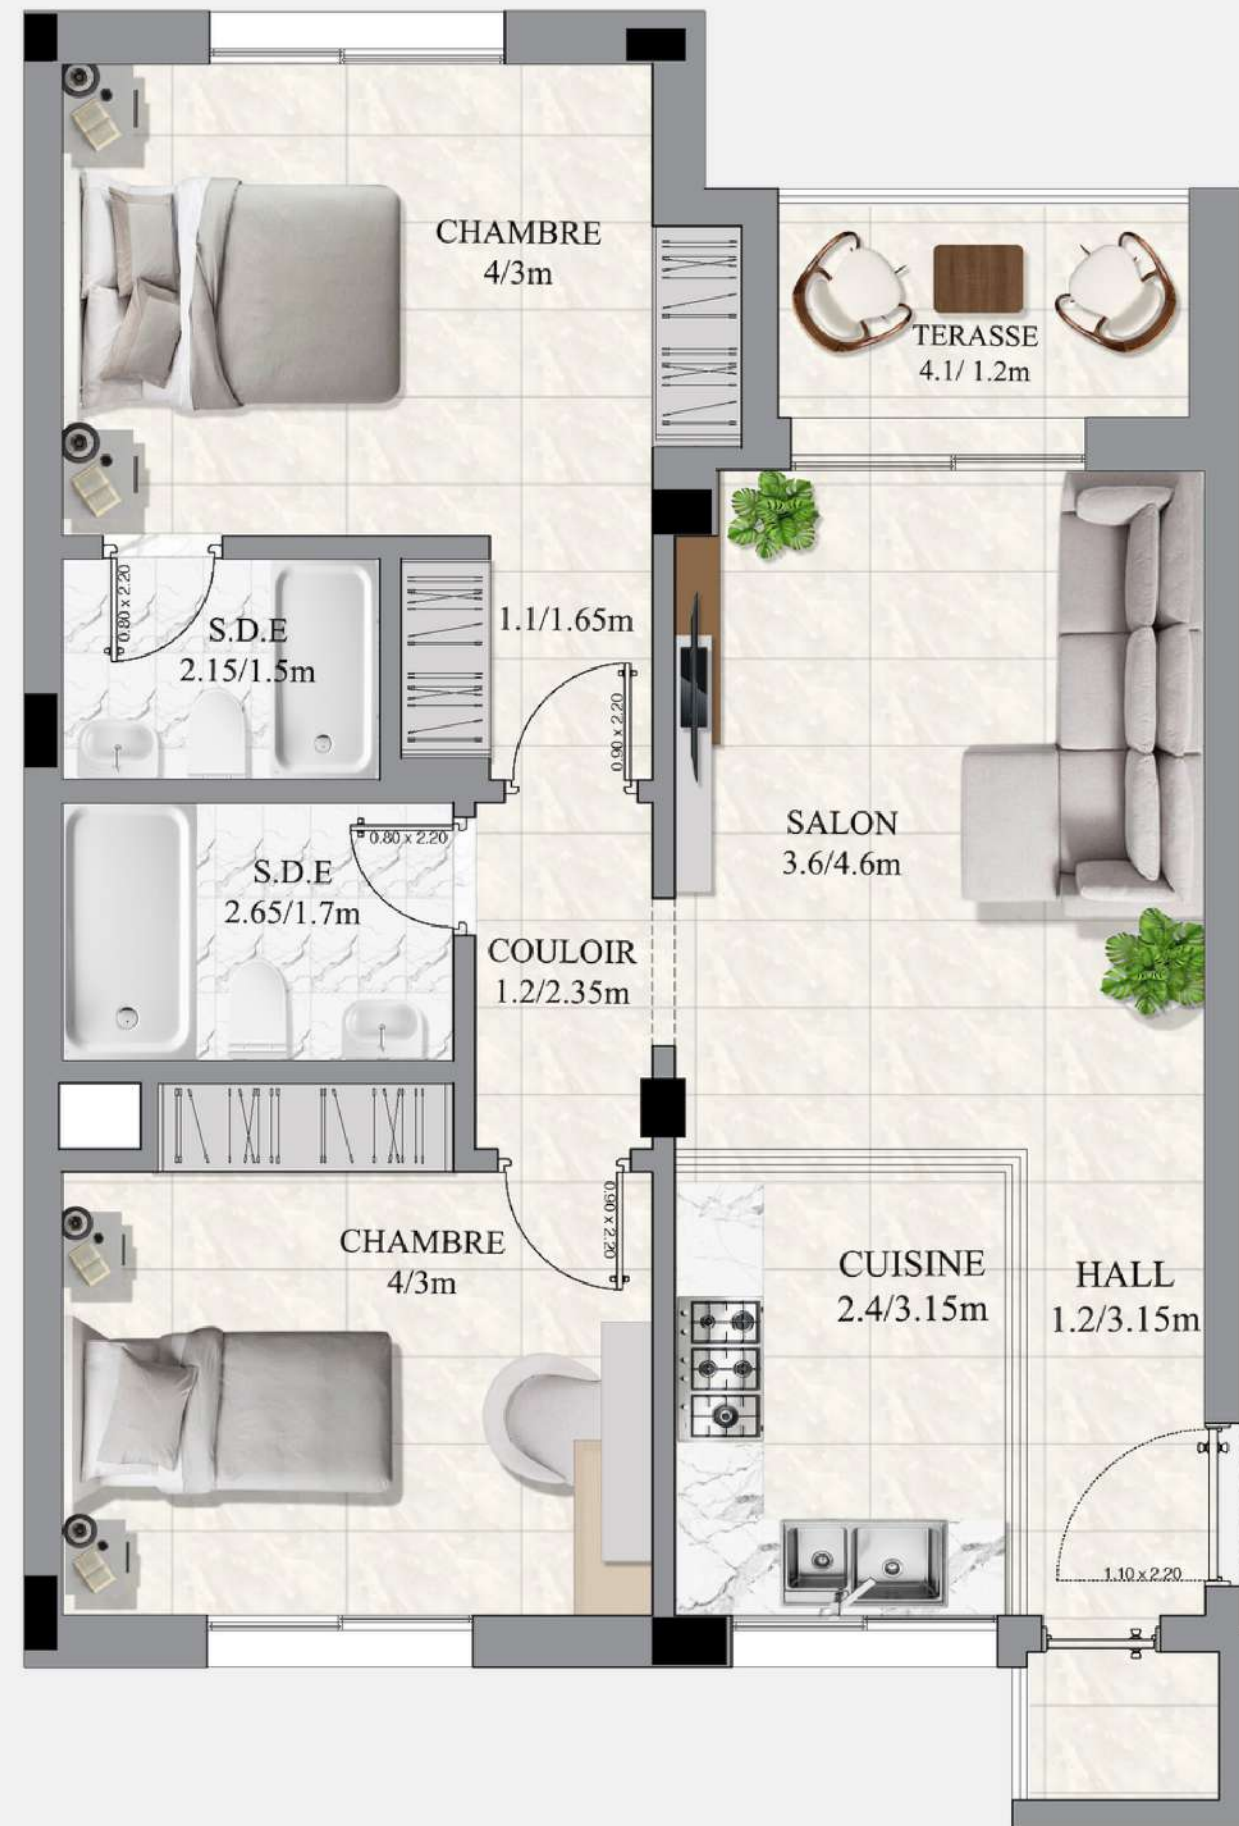 CHAMBRE
4/3m
TERASSE
4.1/ 1.2m
0.80 x 2.20
S.D.E
2.15/1.5m
1.1/1.65m
0.90 x 2.20
SALON
3.6/4.6m
0.80 x 2.20
S.D.E
2.65/1.7m
COULOIR
1.2/2.35m
0.90 x 2.20
CHAMBRE
4/3m
CUISINE
2.4/3.15m
HALL
1.2/3.15m
1.10 x 2.20